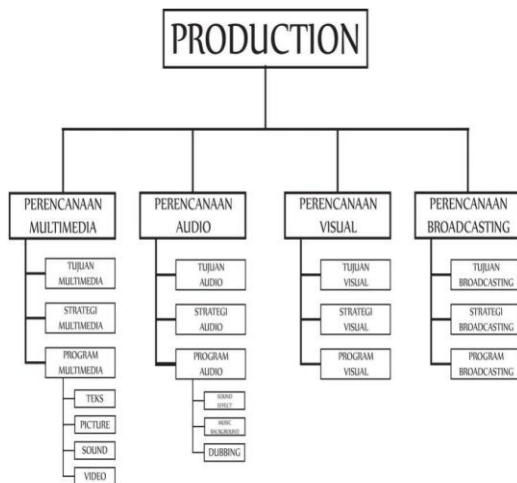 PRODUCTION
PERENCANAAN
MULTIMEDIA
TUJUAN
MULTIMEDIA
STRATEGI
MULTIMEDIA
PROGRAM
MULTIMEDIA
TEKS
PICTURE
SOUND
VIDEO
PERENCANAAN
AUDIO
TUJUAN
AUDIO
STRATEGI
AUDIO
PROGRAM
AUDIO
SOUND
EFFECT
MUSIC
BACKGROUND
DUBBING
PERENCANAAN
VISUAL
TUJUAN
VISUAL
STRATEGI
VISUAL
PROGRAM
VISUAL
PERENCANAAN
BROADCASTING
TUJUAN
BROADCASTING
STRATEGI
BROADCASTING
PROGRAM
BROADCASTING